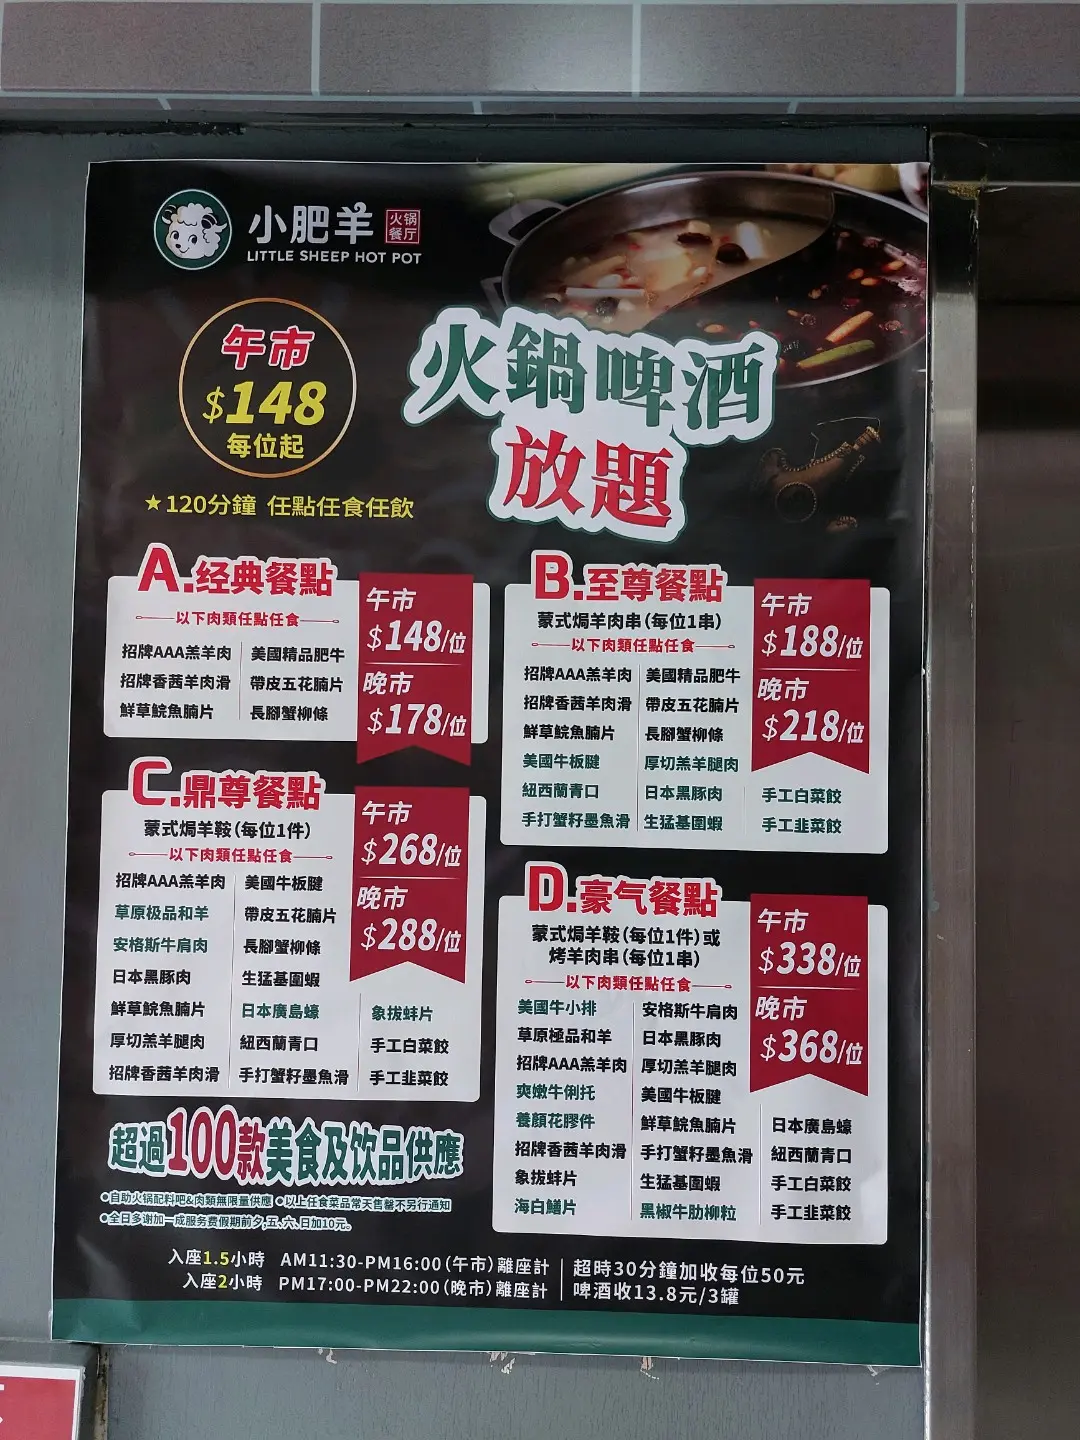 小肥羊 火锅餐厅
LITTLE SHEEP HOT POT
午市
$148
每位起
火鍋啤酒
放題
★120分鐘 任點任食任飲
A.经典餐點
以下肉類任點任食
招牌AAA羔羊肉 美國精品肥牛
招牌香茜羊肉滑 帶皮五花腩片
鮮草鯇魚腩片 長腳蟹柳條
午市
$148/位
晚市
$178/位
B.至尊餐點
蒙式焗羊肉串(每位1串)
以下肉類任點任食
招牌AAA羔羊肉 美國精品肥牛
招牌香茜羊肉滑 帶皮五花腩片
鮮草鯇魚腩片 長腳蟹柳條
美國牛板腱 厚切羔羊腿肉
紐西蘭青口 日本黑豚肉 手工白菜餃
手打蟹籽墨魚滑 生猛基圍蝦 手工韭菜餃
午市
$188/位
晚市
$218/位
C.鼎尊餐點
蒙式焗羊鞍(每位1件)
以下肉類任點任食
招牌AAA羔羊肉 美國牛板腱
草原极品和羊 帶皮五花腩片
安格斯牛肩肉 長腳蟹柳條
日本黑豚肉 生猛基圍蝦
鮮草鯇魚腩片 日本廣島蠔 象拔蚌片
厚切羔羊腿肉 紐西蘭青口 手工白菜餃
招牌香茜羊肉滑 手打蟹籽墨魚滑 手工韭菜餃
午市
$268/位
晚市
$288/位
D.豪气餐點
蒙式焗羊鞍(每位1件)或
烤羊肉串(每位1串)
以下肉類任點任食
美國牛小排 安格斯牛肩肉
草原極品和羊 日本黑豚肉
招牌AAA羔羊肉 厚切羔羊腿肉
爽嫩牛俐托 美國牛板腱
養顏花膠件 鮮草鯇魚腩片 日本廣島蠔
招牌香茜羊肉滑 手打蟹籽墨魚滑 紐西蘭青口
象拔蚌片 生猛基圍蝦 手工白菜餃
海白鱔片 黑椒牛肋柳粒 手工韭菜餃
午市
$338/位
晚市
$368/位
超過100款美食及饮品供應
●自助火锅配料吧&肉類無限量供應 ●以上任食菜品常天售罄不另行通知
●全日多谢加一成服务费假期前夕,五、六、日加10元。
入座1.5小時 AM11:30-PM16:00(午市)離座計
入座2小時 PM17:00-PM22:00(晚市)離座計
超時30分鐘加收每位50元
啤酒收13.8元/3罐